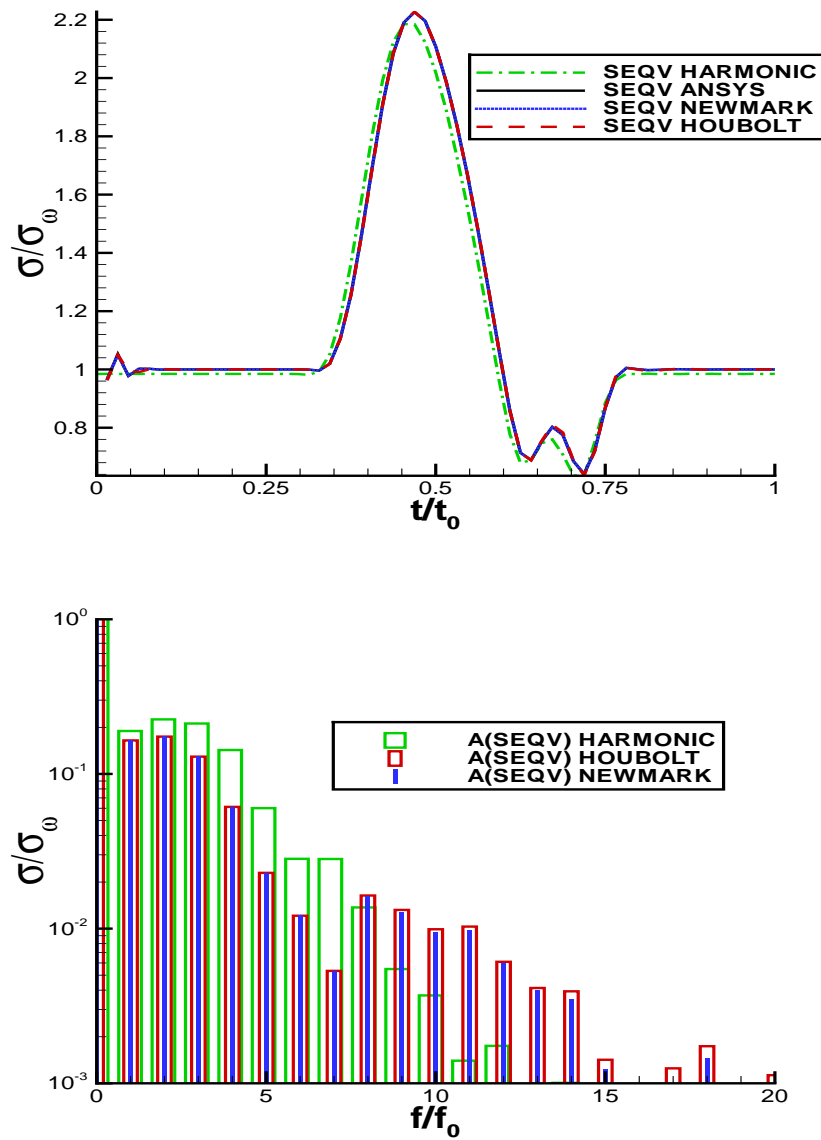 2.2
2
1.8
1.6
1.4
1.2
1
0.8
σ/σω
SEQV HARMONIC
SEQV ANSYS
SEQV NEWMARK
SEQV HOUBOLT
0
0.25
0.5
0.75
1
t/t₀
10⁰
10⁻¹
10⁻²
10⁻³
σ/σω
A(SEQV) HARMONIC
A(SEQV) HOUBOLT
A(SEQV) NEWMARK
0
5
10
15
20
f/f₀